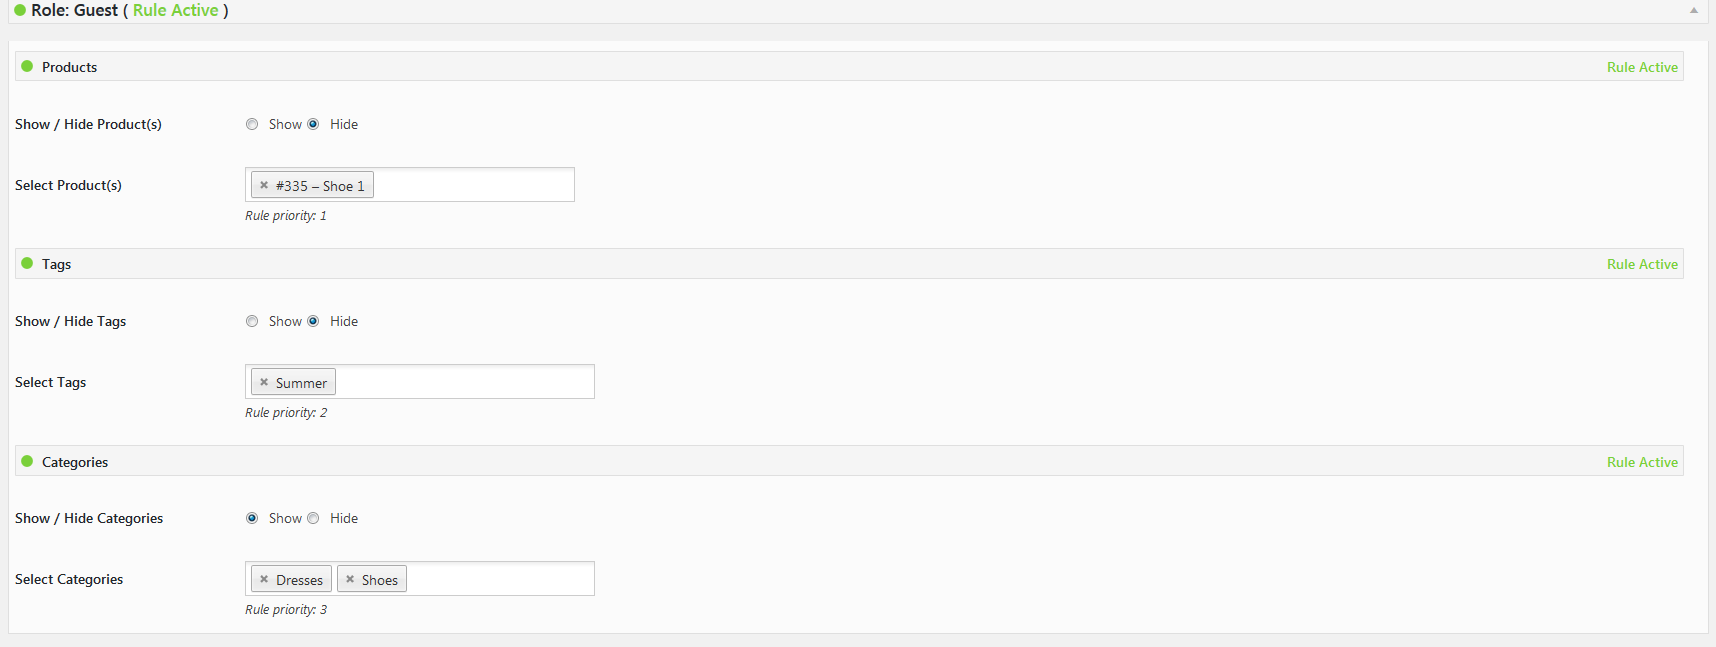 Role: Guest ( Rule Active )
Products Rule Active
Show / Hide Product(s) Show Hide
Select Product(s) #335 – Shoe 1
Rule priority: 1
Tags Rule Active
Show / Hide Tags Show Hide
Select Tags Summer
Rule priority: 2
Categories Rule Active
Show / Hide Categories Show Hide
Select Categories Dresses Shoes
Rule priority: 3